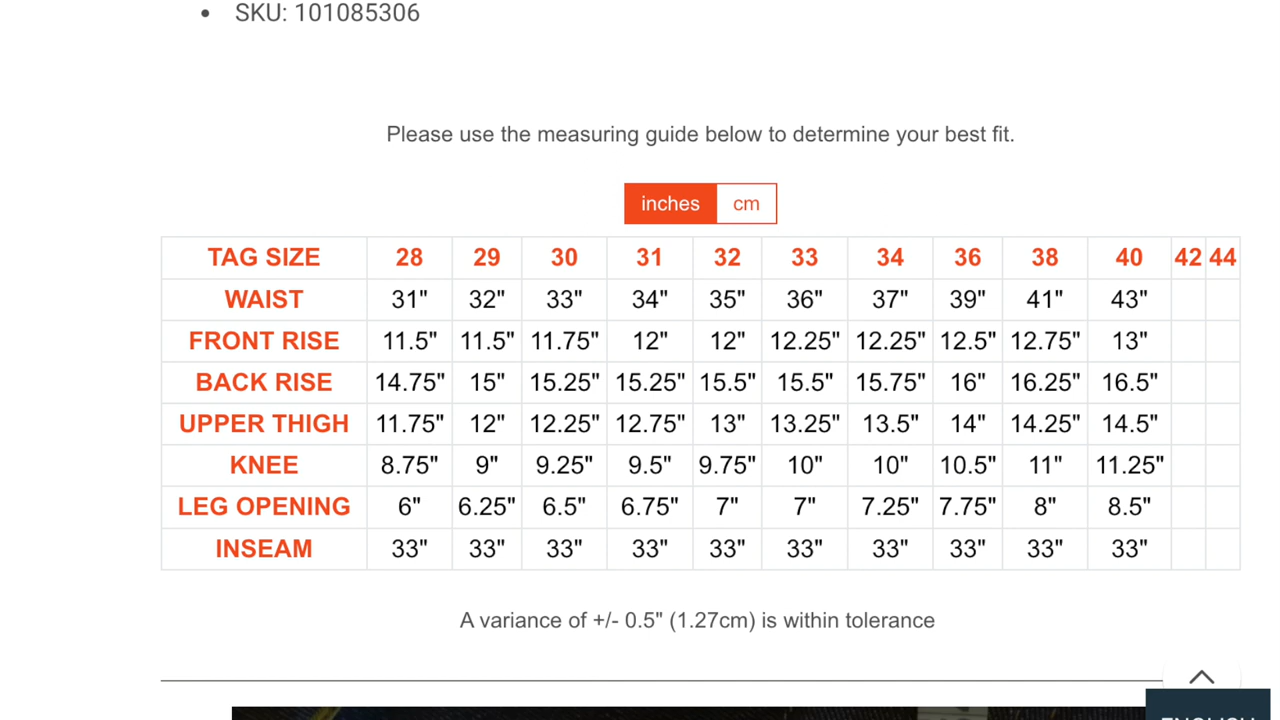 • SKU: 101085306
Please use the measuring guide below to determine your best fit.
inches cm
TAG SIZE 28 29 30 31 32 33 34 36 38 40 42 44
WAIST 31" 32" 33" 34" 35" 36" 37" 39" 41" 43"
FRONT RISE 11.5" 11.5" 11.75" 12" 12" 12.25" 12.25" 12.5" 12.75" 13"
BACK RISE 14.75" 15" 15.25" 15.25" 15.5" 15.5" 15.75" 16" 16.25" 16.5"
UPPER THIGH 11.75" 12" 12.25" 12.75" 13" 13.25" 13.5" 14" 14.25" 14.5"
KNEE 8.75" 9" 9.25" 9.5" 9.75" 10" 10" 10.5" 11" 11.25"
LEG OPENING 6" 6.25" 6.5" 6.75" 7" 7" 7.25" 7.75" 8" 8.5"
INSEAM 33" 33" 33" 33" 33" 33" 33" 33" 33" 33"
A variance of +/- 0.5" (1.27cm) is within tolerance
ENGLISH